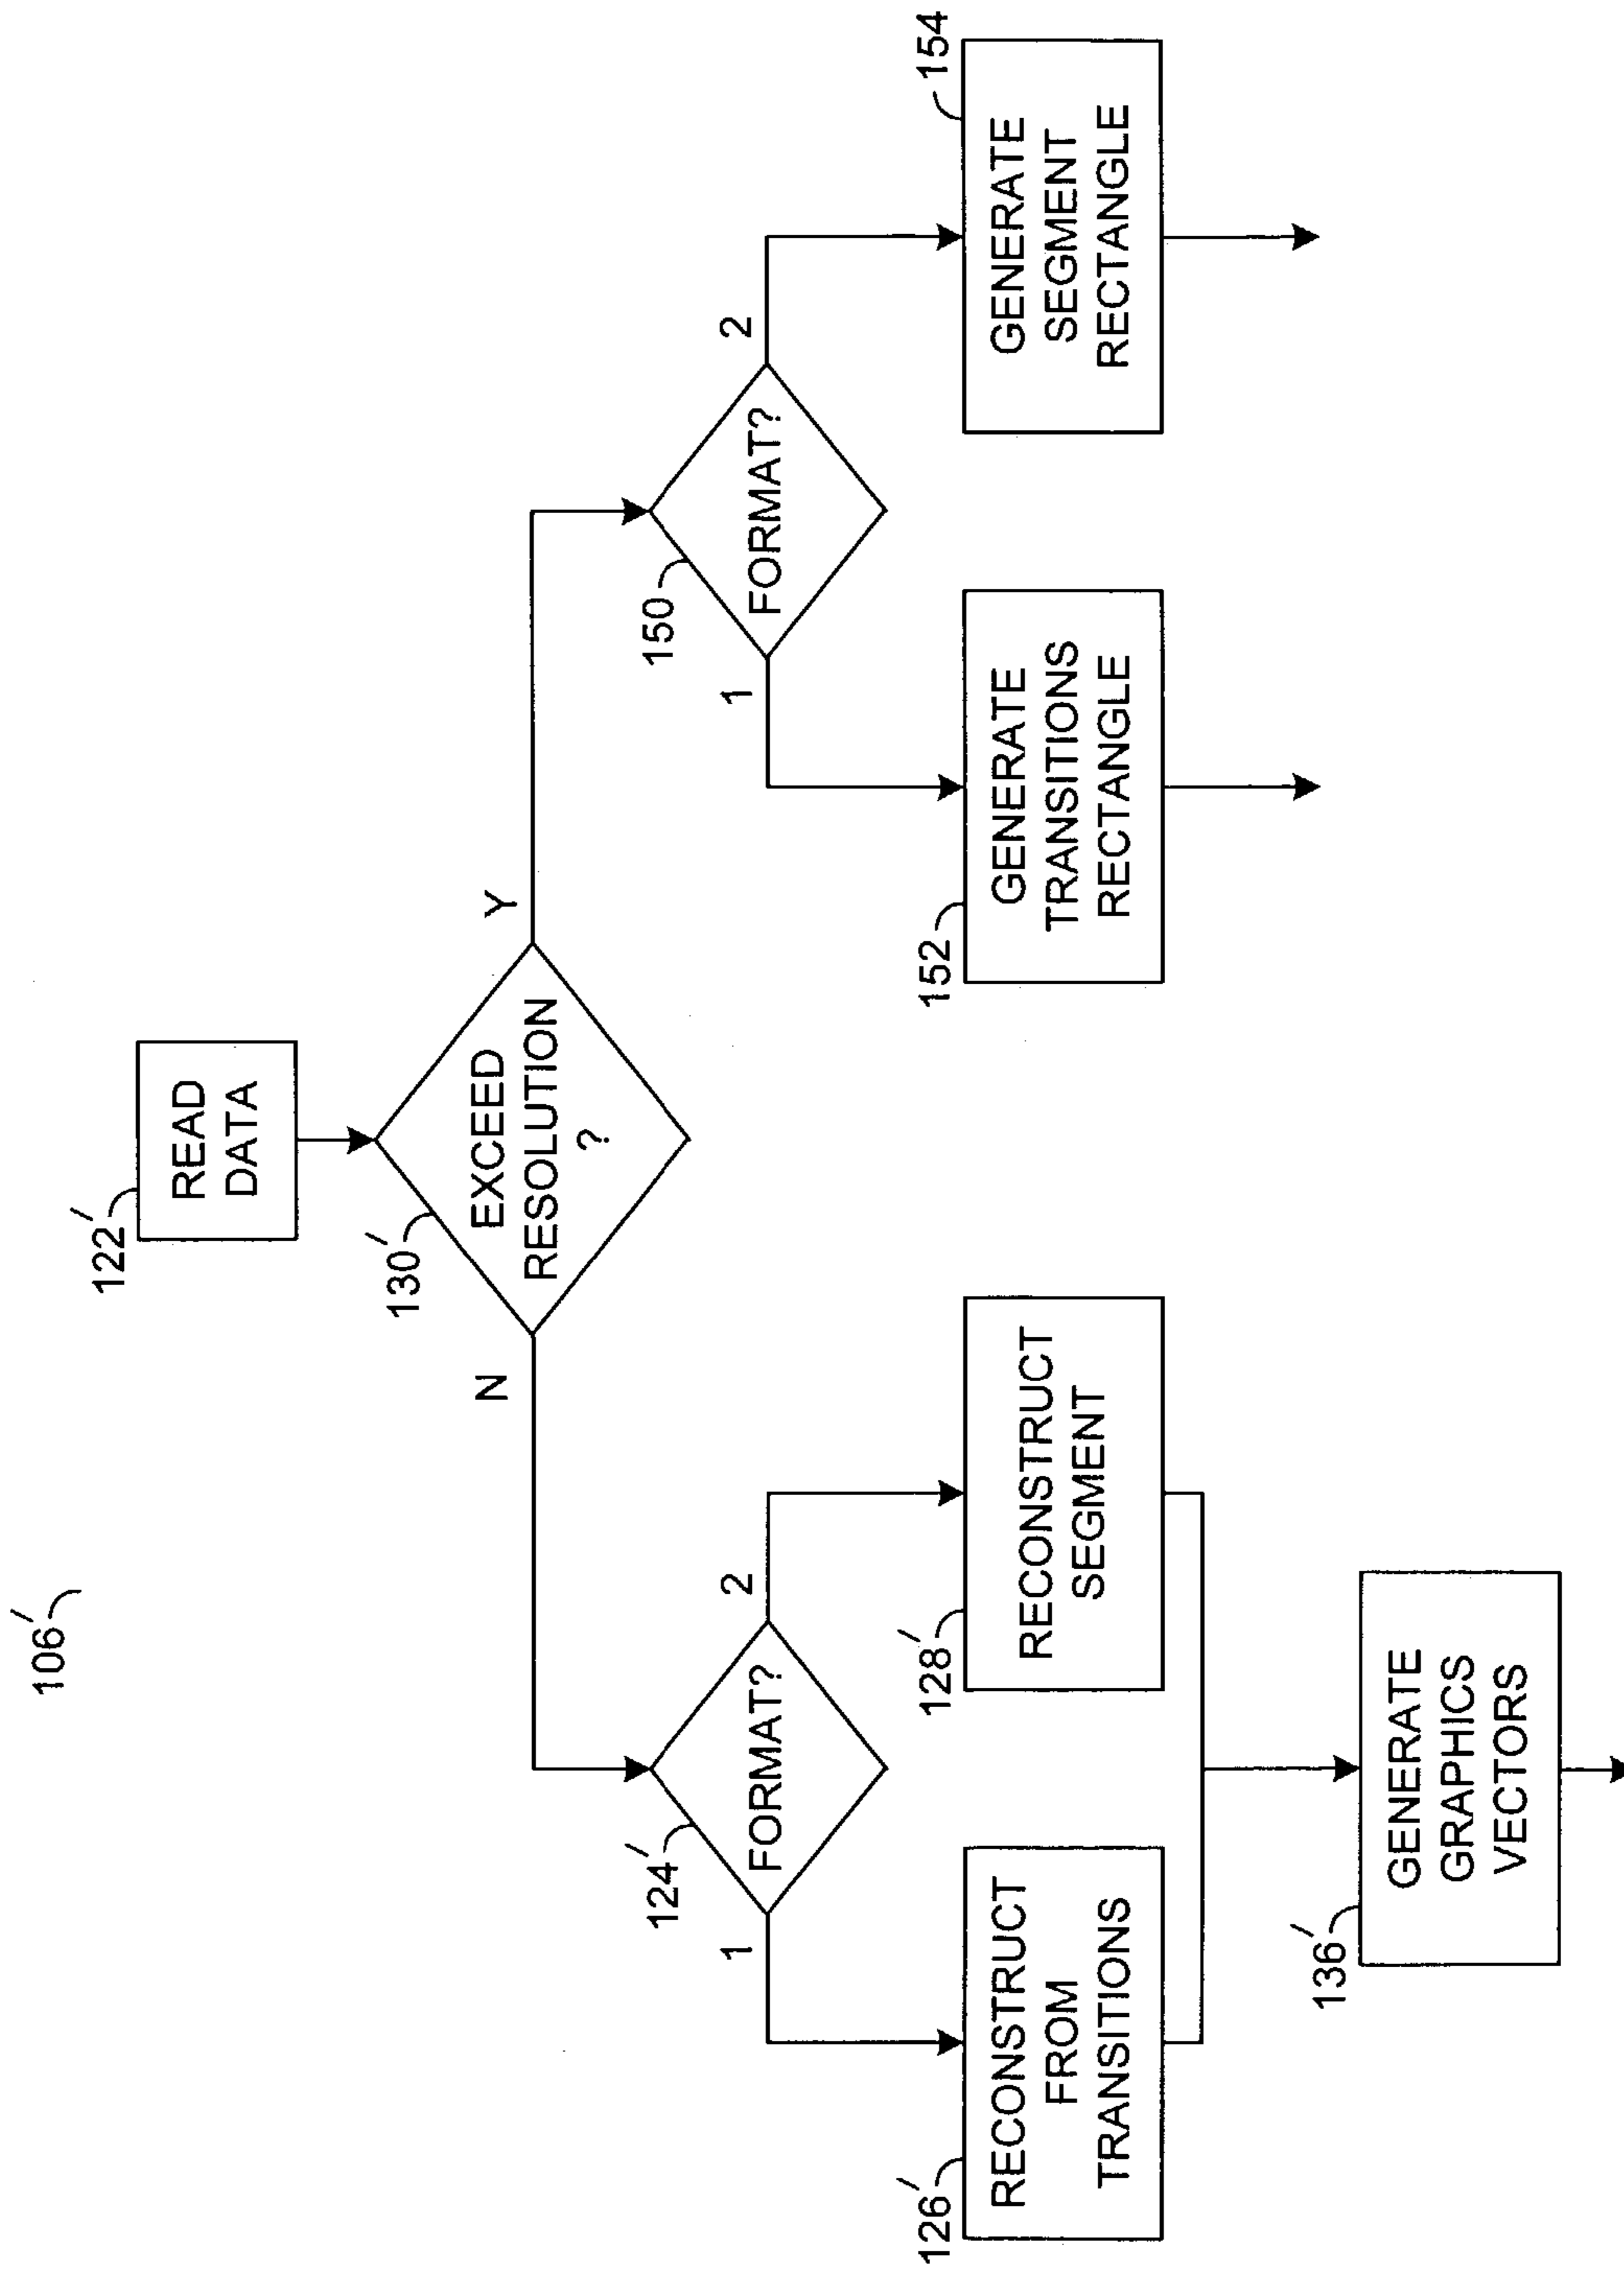 106′
122′
READ
DATA
130′
EXCEED
RESOLUTION
?
N
Y
124′
FORMAT?
1
2
150
FORMAT?
1
2
126′
RECONSTRUCT
FROM
TRANSITIONS
128′
RECONSTRUCT
SEGMENT
152
GENERATE
TRANSITIONS
RECTANGLE
154
GENERATE
SEGMENT
RECTANGLE
136′
GENERATE
GRAPHICS
VECTORS